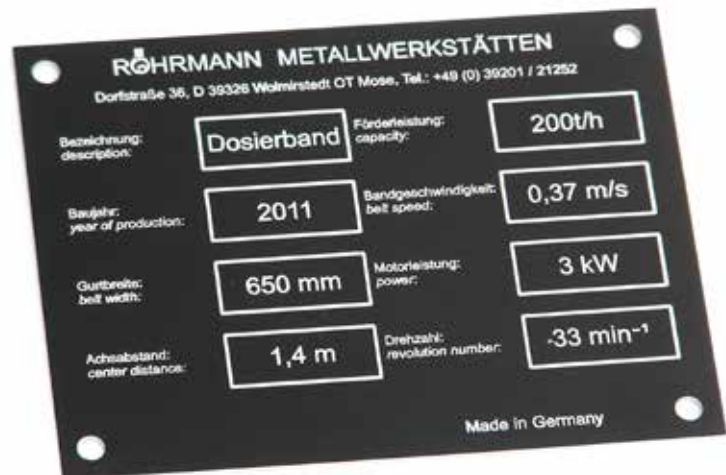 RÖHRMANN METALLWERKSTÄTTEN
Dorfstraße 36, D 39326 Wolmirstedt OT Mose, Tel.: +49 (0) 39201 / 21252
Bezeichnung:
description:
Dosierband
Förderleistung:
capacity:
200t/h
Baujahr:
year of production:
2011
Bandgeschwindigkeit:
belt speed:
0,37 m/s
Gurtbreite:
belt width:
650 mm
Motorleistung:
power:
3 kW
Achsabstand:
center distance:
1,4 m
Drehzahl:
revolution number:
-33 min⁻¹
Made in Germany